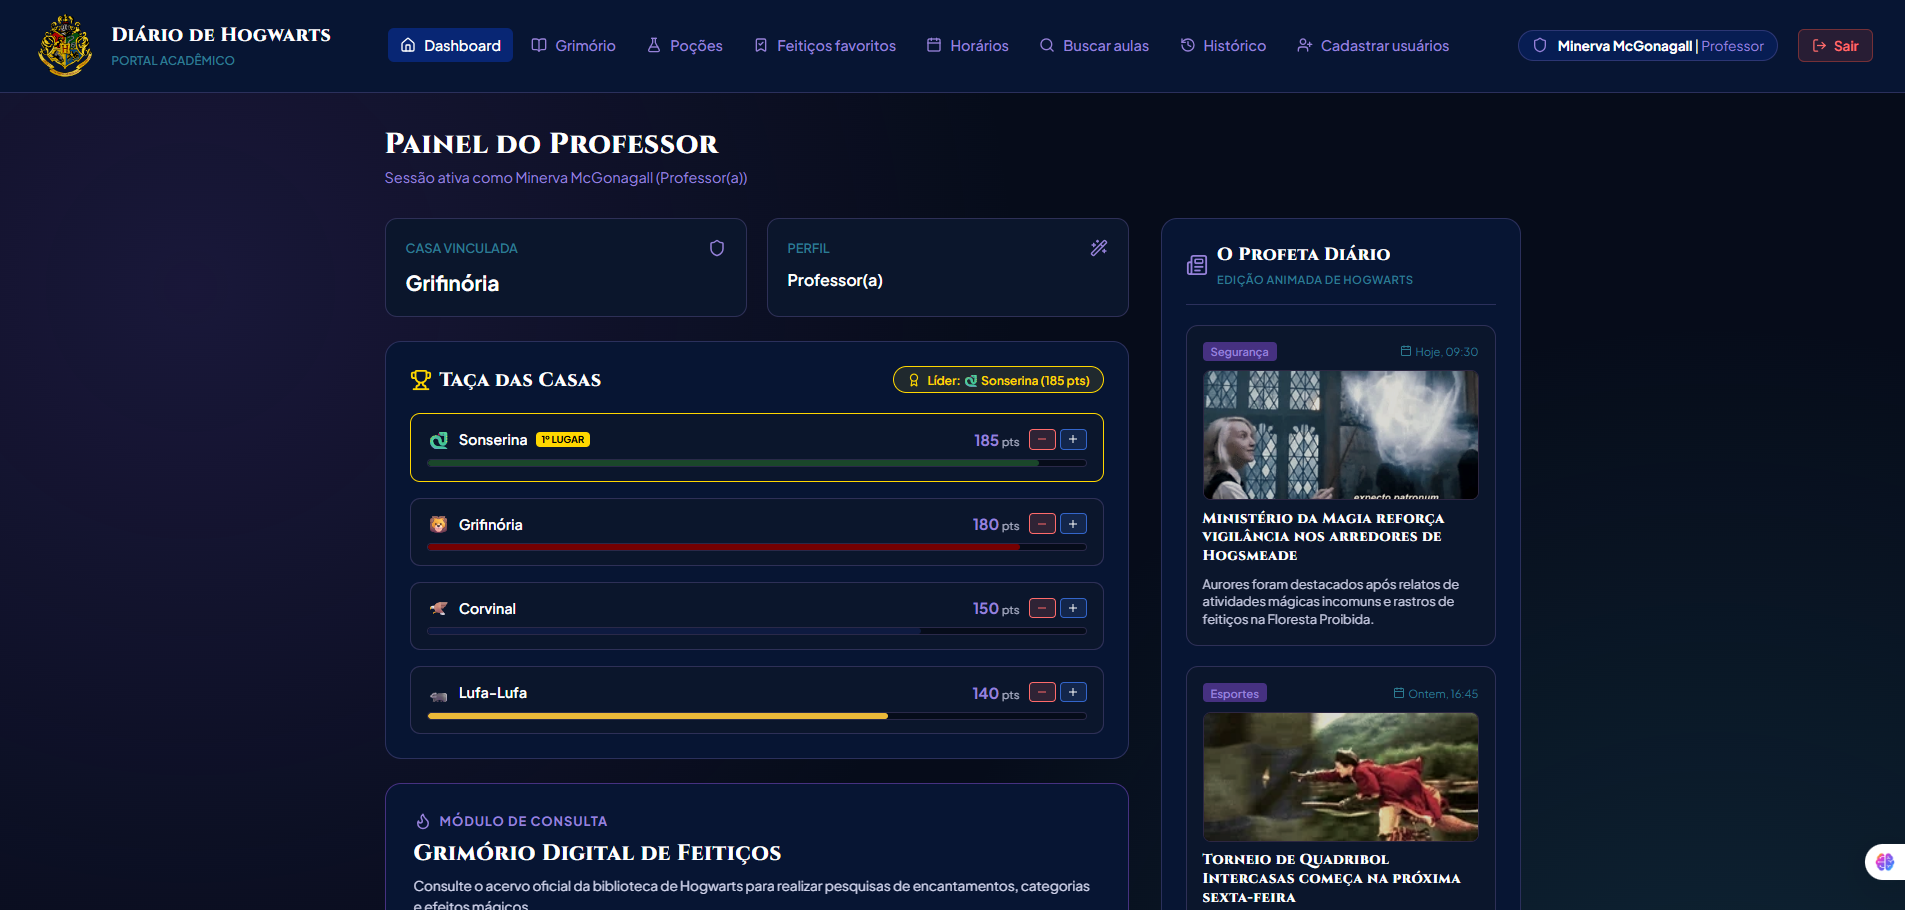 Diário de Hogwarts
PORTAL ACADÊMICO
Dashboard
Grimório
Poções
Feitiços favoritos
Horários
Buscar aulas
Histórico
Cadastrar usuários
Minerva McGonagall | Professor
Sair
Painel do Professor
Sessão ativa como Minerva McGonagall (Professor(a))
CASA VINCULADA
Grifinória
PERFIL
Professor(a)
Taça das Casas
Líder: Sonserina (185 pts)
Sonserina 1º LUGAR
185 pts − +
Grifinória
180 pts − +
Corvinal
150 pts − +
Lufa-Lufa
140 pts − +
MÓDULO DE CONSULTA
Grimório Digital de Feitiços
Consulte o acervo oficial da biblioteca de Hogwarts para realizar pesquisas de encantamentos, categorias
e efeitos mágicos.
O Profeta Diário
EDIÇÃO ANIMADA DE HOGWARTS
Segurança
Hoje, 09:30
expecto patronum
Ministério da Magia reforça
vigilância nos arredores de
Hogsmeade
Aurores foram destacados após relatos de
atividades mágicas incomuns e rastros de
feitiços na Floresta Proibida.
Esportes
Ontem, 16:45
Torneio de Quadribol
Intercasas começa na próxima
sexta-feira